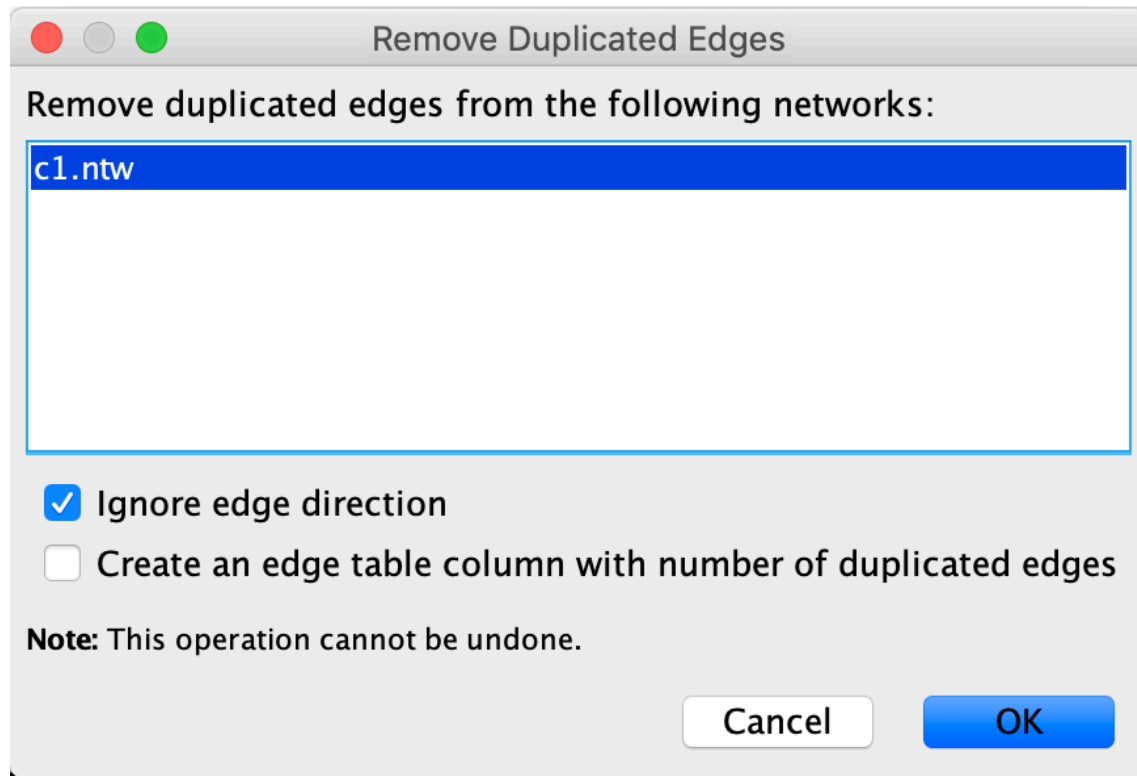 Remove Duplicated Edges
Remove duplicated edges from the following networks:
c1.ntw
Ignore edge direction
Create an edge table column with number of duplicated edges
Note: This operation cannot be undone.
Cancel
OK